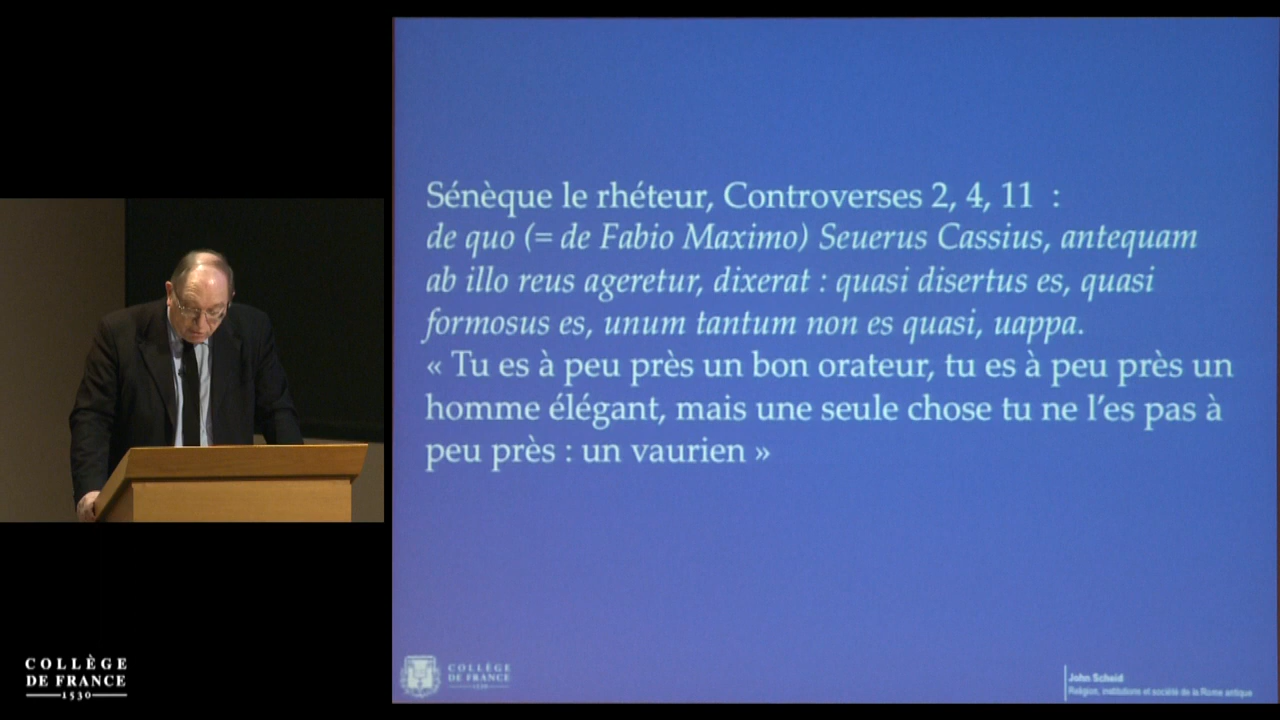 Sénèque le rhéteur, Controverses 2, 4, 11 :
de quo (= de Fabio Maximo) Seuerus Cassius, antequam
ab illo reus ageretur, dixerat : quasi disertus es, quasi
formosus es, unum tantum non es quasi, uappa.
« Tu es à peu près un bon orateur, tu es à peu près un
homme élégant, mais une seule chose tu ne l'es pas à
peu près : un vaurien »
COLLÈGE
DE FRANCE
1530
COLLÈGE
DE FRANCE
1530
John Scheid
Religion, institutions et société de la Rome antique